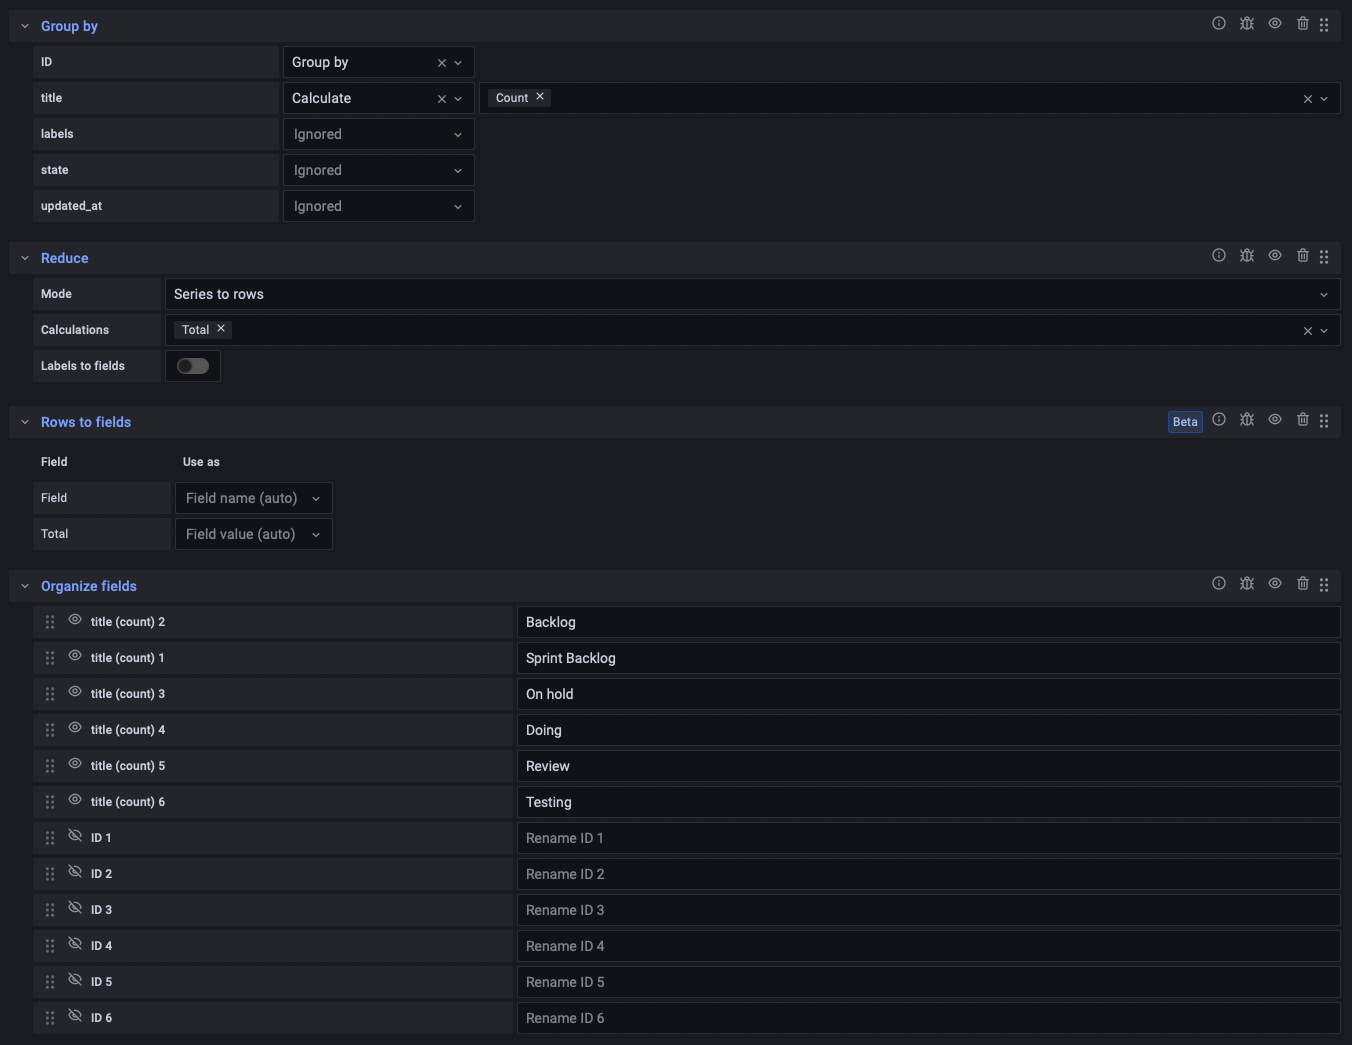 Group by
ID Group by
title Calculate Count
labels Ignored
state Ignored
updated_at Ignored
Reduce
Mode Series to rows
Calculations Total
Labels to fields
Rows to fields Beta
Field Use as
Field Field name (auto)
Total Field value (auto)
Organize fields
title (count) 2 Backlog
title (count) 1 Sprint Backlog
title (count) 3 On hold
title (count) 4 Doing
title (count) 5 Review
title (count) 6 Testing
ID 1 Rename ID 1
ID 2 Rename ID 2
ID 3 Rename ID 3
ID 4 Rename ID 4
ID 5 Rename ID 5
ID 6 Rename ID 6